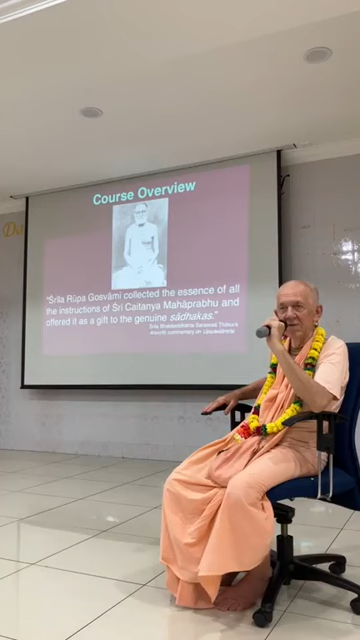 Course Overview
"Śrīla Rūpa Gosvāmī collected the essence of all
the instructions of Śrī Caitanya Mahāprabhu and
offered it as a gift to the genuine sādhakas."
Śrīla Bhaktisiddhānta Sarasvatī Ṭhākura